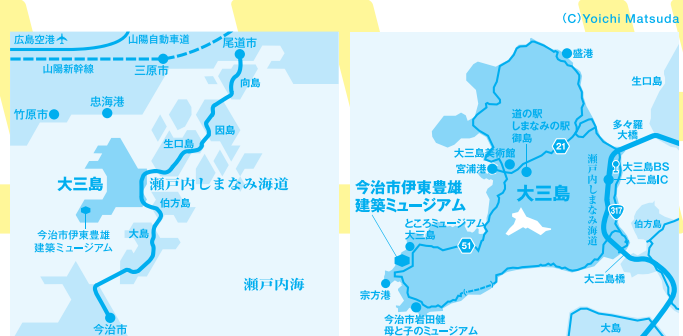 (C)Yoichi Matsuda
広島空港
山陽自動車道
尾道市
山陽新幹線
三原市
向島
竹原市
忠海港
因島
生口島
大三島
瀬戸内しまなみ海道
伯方島
今治市伊東豊雄
建築ミュージアム
大島
瀬戸内海
今治市
盛港
生口島
道の駅
しまなみの駅
御島
多々羅
大橋
21
大三島美術館
宮浦港
瀬戸内しまなみ海道
大三島BS
大三島IC
今治市伊東豊雄
建築ミュージアム
大三島
317
ところミュージアム
大三島
伯方島
51
大三島橋
宗方港
今治市岩田健
母と子のミュージアム
大島